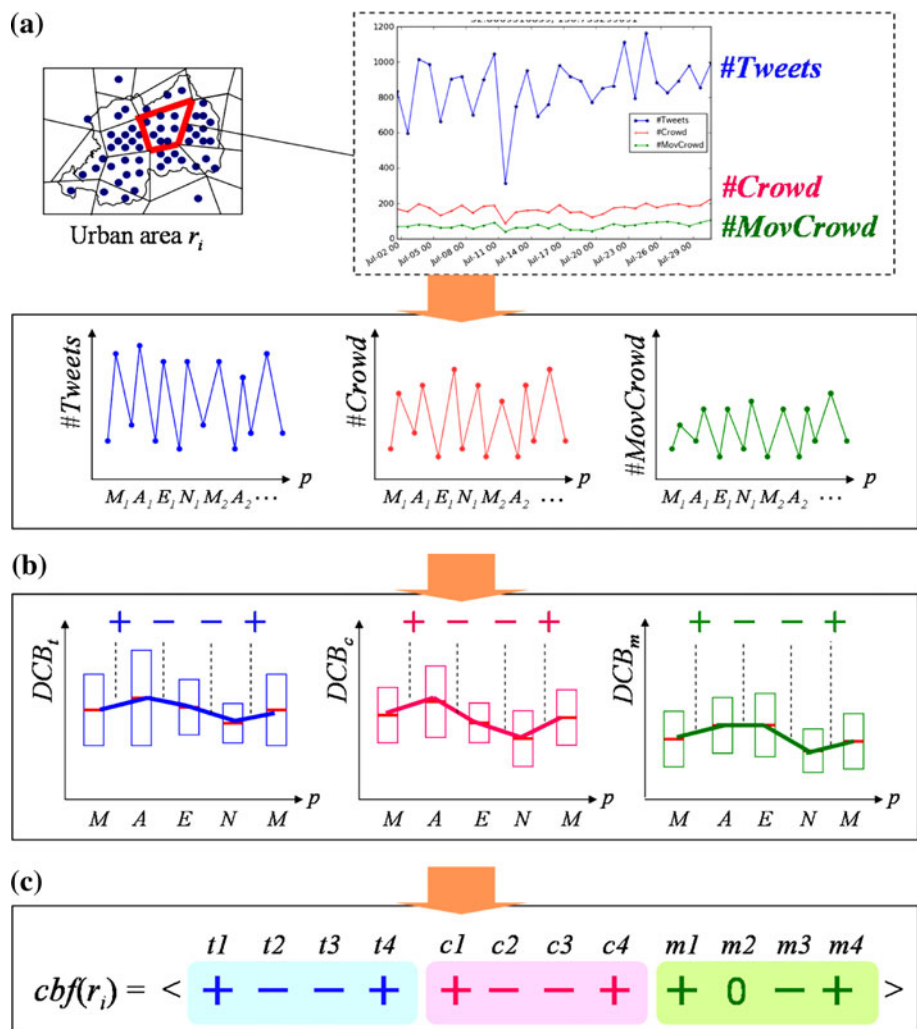 (a)
#Tweets
1200
1000
800
600
400
200
0
#Tweets
#Crowd
#MovCrowd
#Crowd
#MovCrowd
Jul-02 00
Jul-05 00
Jul-08 00
Jul-11 00
Jul-14 00
Jul-17 00
Jul-20 00
Jul-23 00
Jul-26 00
Jul-29 00
Urban area rᵢ
#Tweets
p
M₁ A₁ E₁ N₁ M₂ A₂ ...
#Crowd
p
M₁ A₁ E₁ N₁ M₂ A₂ ...
#MovCrowd
p
M₁ A₁ E₁ N₁ M₂ A₂ ...
(b)
+ − − +
DCBₜ
p
M A E N M
+ − − +
DCB꜀
p
M A E N M
+ − − +
DCBₘ
p
M A E N M
(c)
t1 t2 t3 t4 c1 c2 c3 c4 m1 m2 m3 m4
cbf(rᵢ) = < + − − + + − − + + 0 − + >